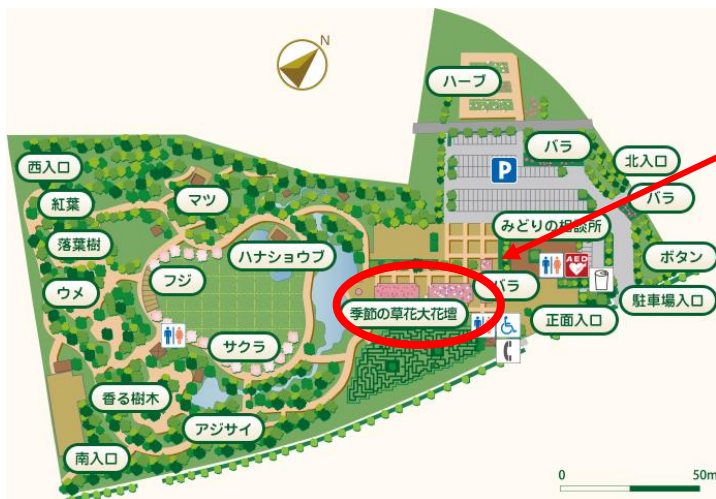 N
ハーブ
バラ
北入口
西入口
P
紅葉
マツ
バラ
みどりの相談所
落葉樹
ハナショウブ
ボタン
AED
フジ
ウメ
バラ
駐車場入口
季節の草花大花壇
正面入口
サクラ
香る樹木
アジサイ
南入口
0 50m